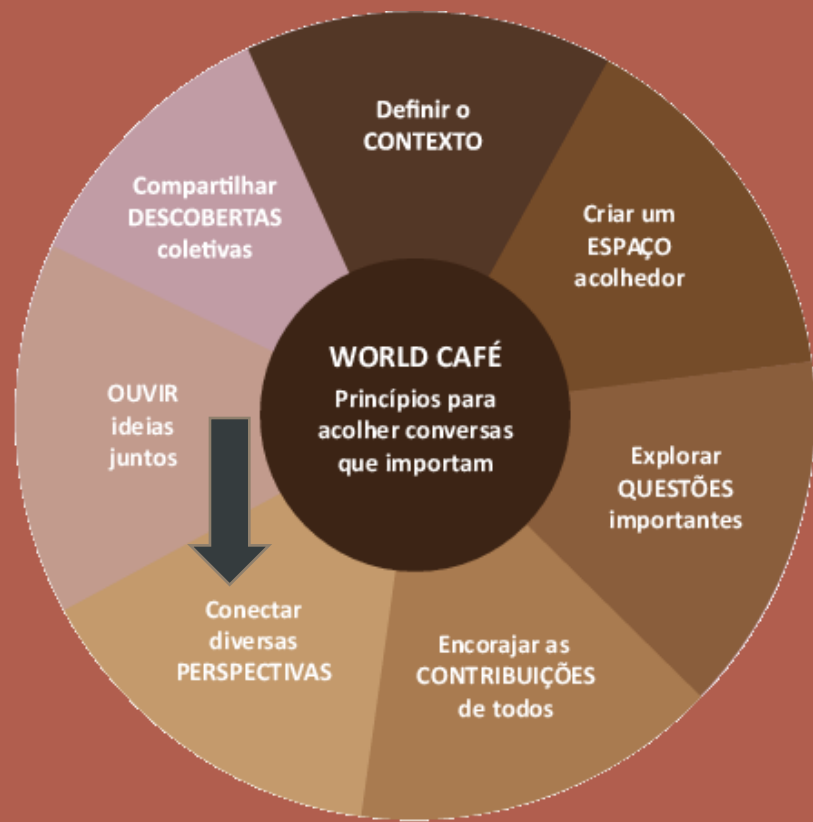 Definir o
CONTEXTO
Criar um
ESPAÇO
acolhedor
Explorar
QUESTÕES
importantes
Encorajar as
CONTRIBUIÇÕES
de todos
Conectar
diversas
PERSPECTIVAS
OUVIR
ideias
juntos
Compartilhar
DESCOBERTAS
coletivas
WORLD CAFÉ
Princípios para
acolher conversas
que importam